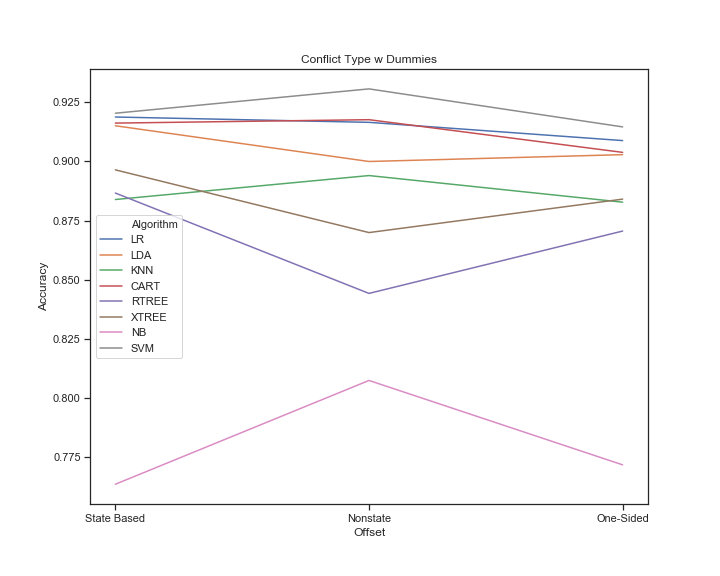 Conflict Type w Dummies
0.925
0.900
0.875
0.850
0.825
0.800
0.775
Accuracy
Algorithm
LR
LDA
KNN
CART
RTREE
XTREE
NB
SVM
State Based
Nonstate
One-Sided
Offset